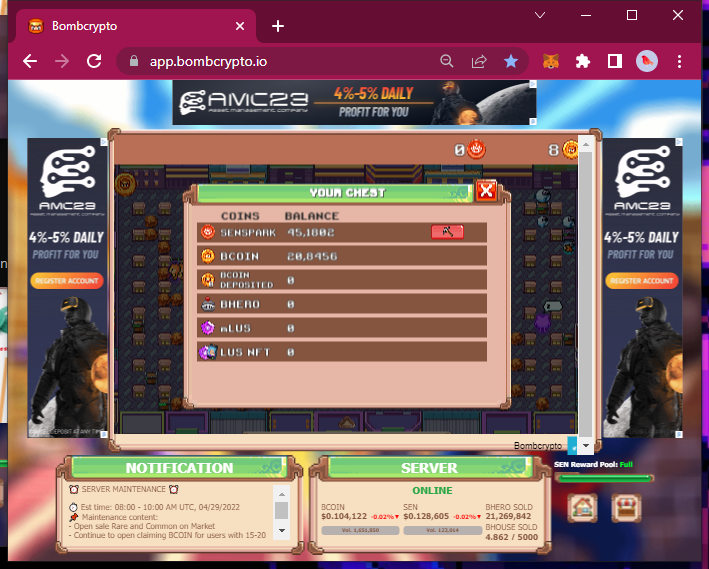 Bombcrypto
app.bombcrypto.io
AMC23
Asset management company
4%-5% DAILY
PROFIT FOR YOU
0
8
AMC23
4%-5% DAILY
PROFIT FOR YOU
REGISTER ACCOUNT
AMC23
4%-5% DAILY
PROFIT FOR YOU
REGISTER ACCOUNT
YOUR CHEST
COINS BALANCE
SENSPARK 45,1802
BCOIN 20,8456
BCOIN
DEPOSITED 0
BHERO 0
mLUS 0
LUS NFT 0
Bombcrypto
NOTIFICATION
SERVER MAINTENANCE
Est time: 08:00 - 10:00 AM UTC, 04/29/2022
Maintenance content:
- Open sale Rare and Common on Market
- Continue to open claiming BCOIN for users with 15-20
SERVER
ONLINE
BCOIN SEN BHERO SOLD
$0.104,122 -0.02%▼ $0.128,605 -0.02%▼ 21,269,842
BHOUSE SOLD
4.862 / 5000
SEN Reward Pool: Full